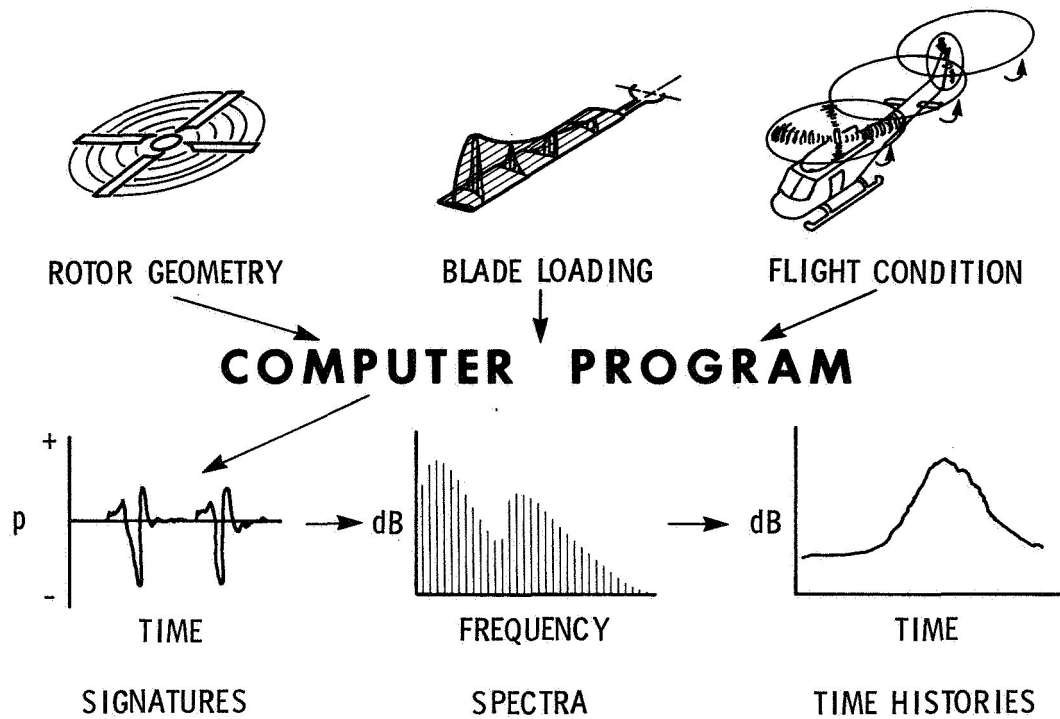 ROTOR GEOMETRY
BLADE LOADING
FLIGHT CONDITION
COMPUTER PROGRAM
+
p
-
TIME
SIGNATURES
dB
FREQUENCY
SPECTRA
dB
TIME
TIME HISTORIES